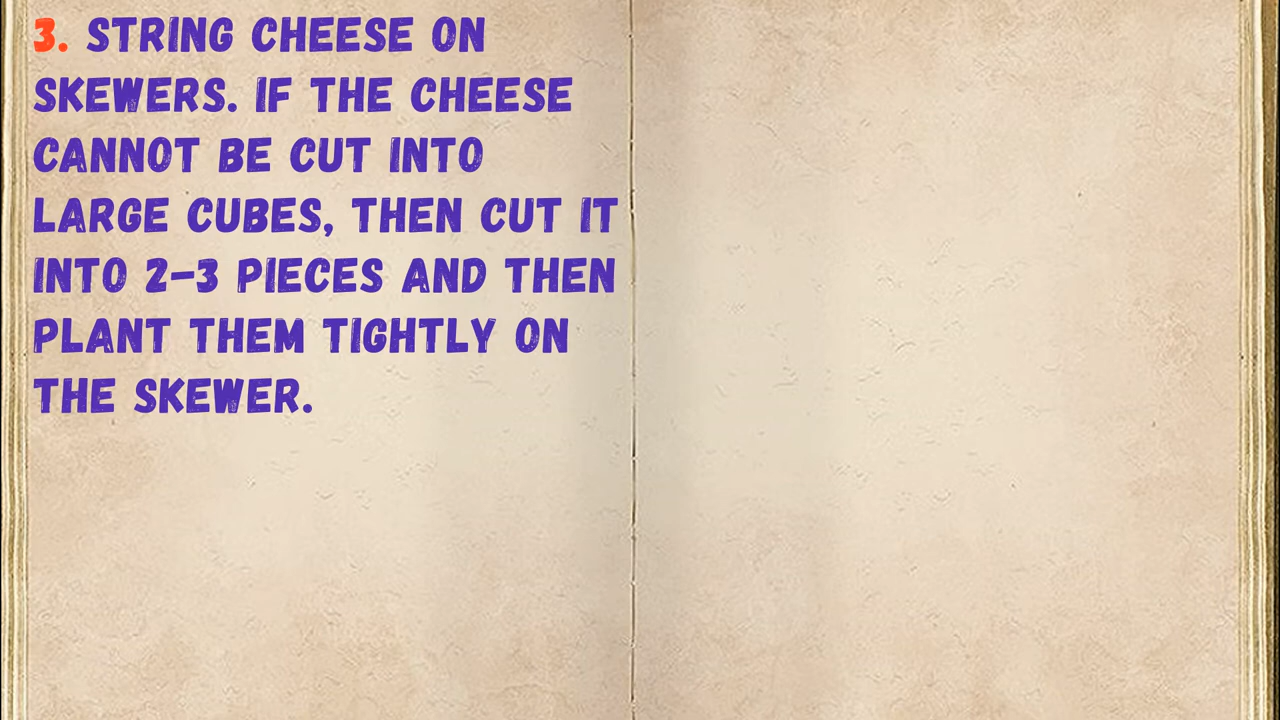 3. STRING CHEESE ON
SKEWERS. IF THE CHEESE
CANNOT BE CUT INTO
LARGE CUBES, THEN CUT IT
INTO 2-3 PIECES AND THEN
PLANT THEM TIGHTLY ON
THE SKEWER.